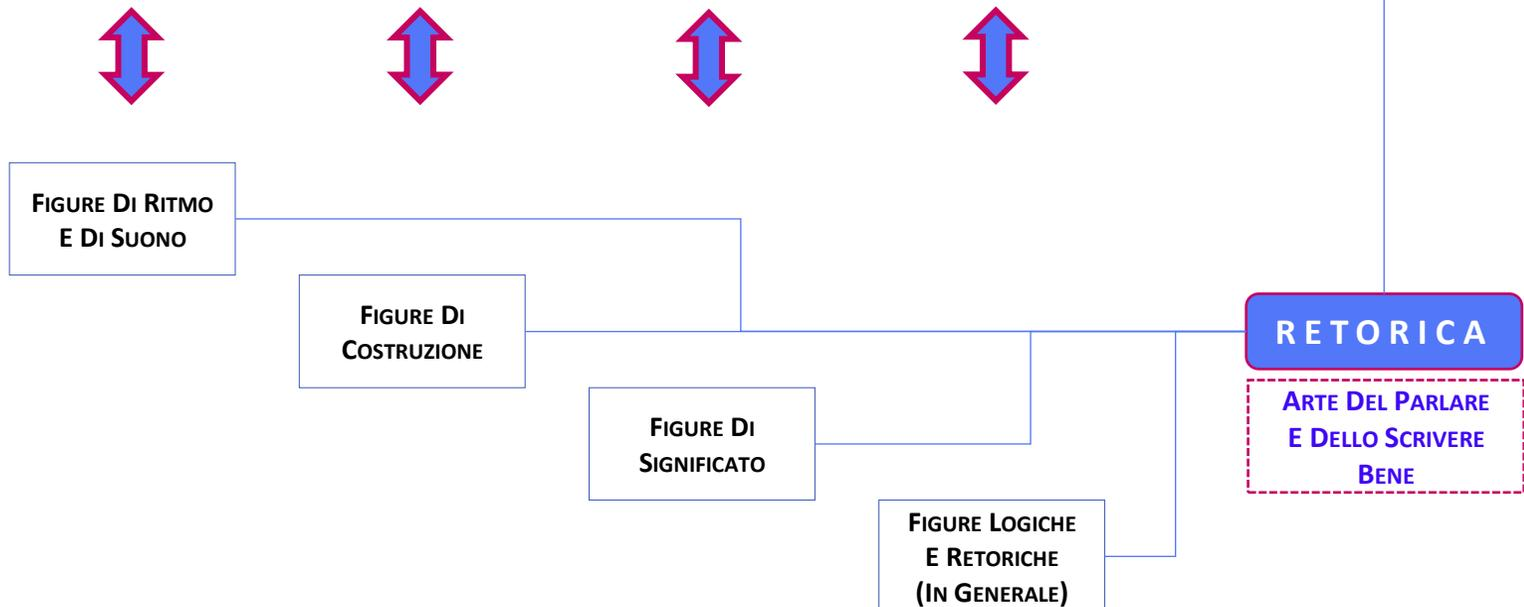 FIGURE DI RITMO
E DI SUONO
FIGURE DI
COSTRUZIONE
RETORICA
ARTE DEL PARLARE
E DELLO SCRIVERE
BENE
FIGURE DI
SIGNIFICATO
FIGURE LOGICHE
E RETORICHE
(IN GENERALE)